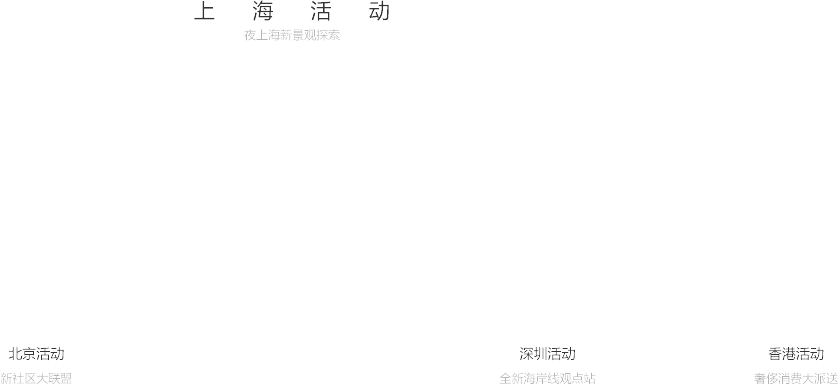 上海活动
夜上海新景观探索
北京活动
新社区大联盟
深圳活动
全新海岸线观点站
香港活动
奢侈消费大派送